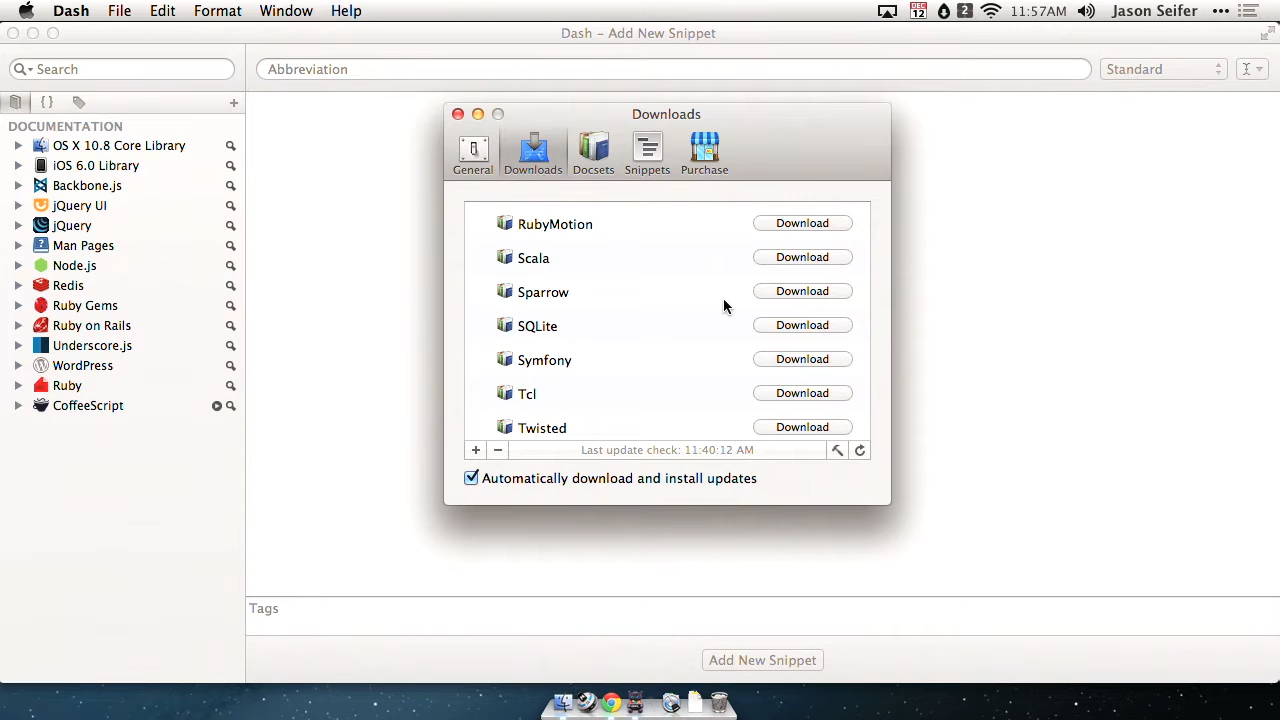 Dash File Edit Format Window Help DEC 12 2 11:57AM Jason Seifer
Dash – Add New Snippet
Search
Abbreviation
Standard
{ }
+
DOCUMENTATION
OS X 10.8 Core Library
iOS 6.0 Library
Backbone.js
jQuery UI
jQuery
Man Pages
Node.js
Redis
Ruby Gems
Ruby on Rails
Underscore.js
WordPress
Ruby
CoffeeScript
Downloads
General Downloads Docsets Snippets Purchase
RubyMotion Download
Scala Download
Sparrow Download
SQLite Download
Symfony Download
Tcl Download
Twisted Download
+ − Last update check: 11:40:12 AM
Automatically download and install updates
Tags
Add New Snippet